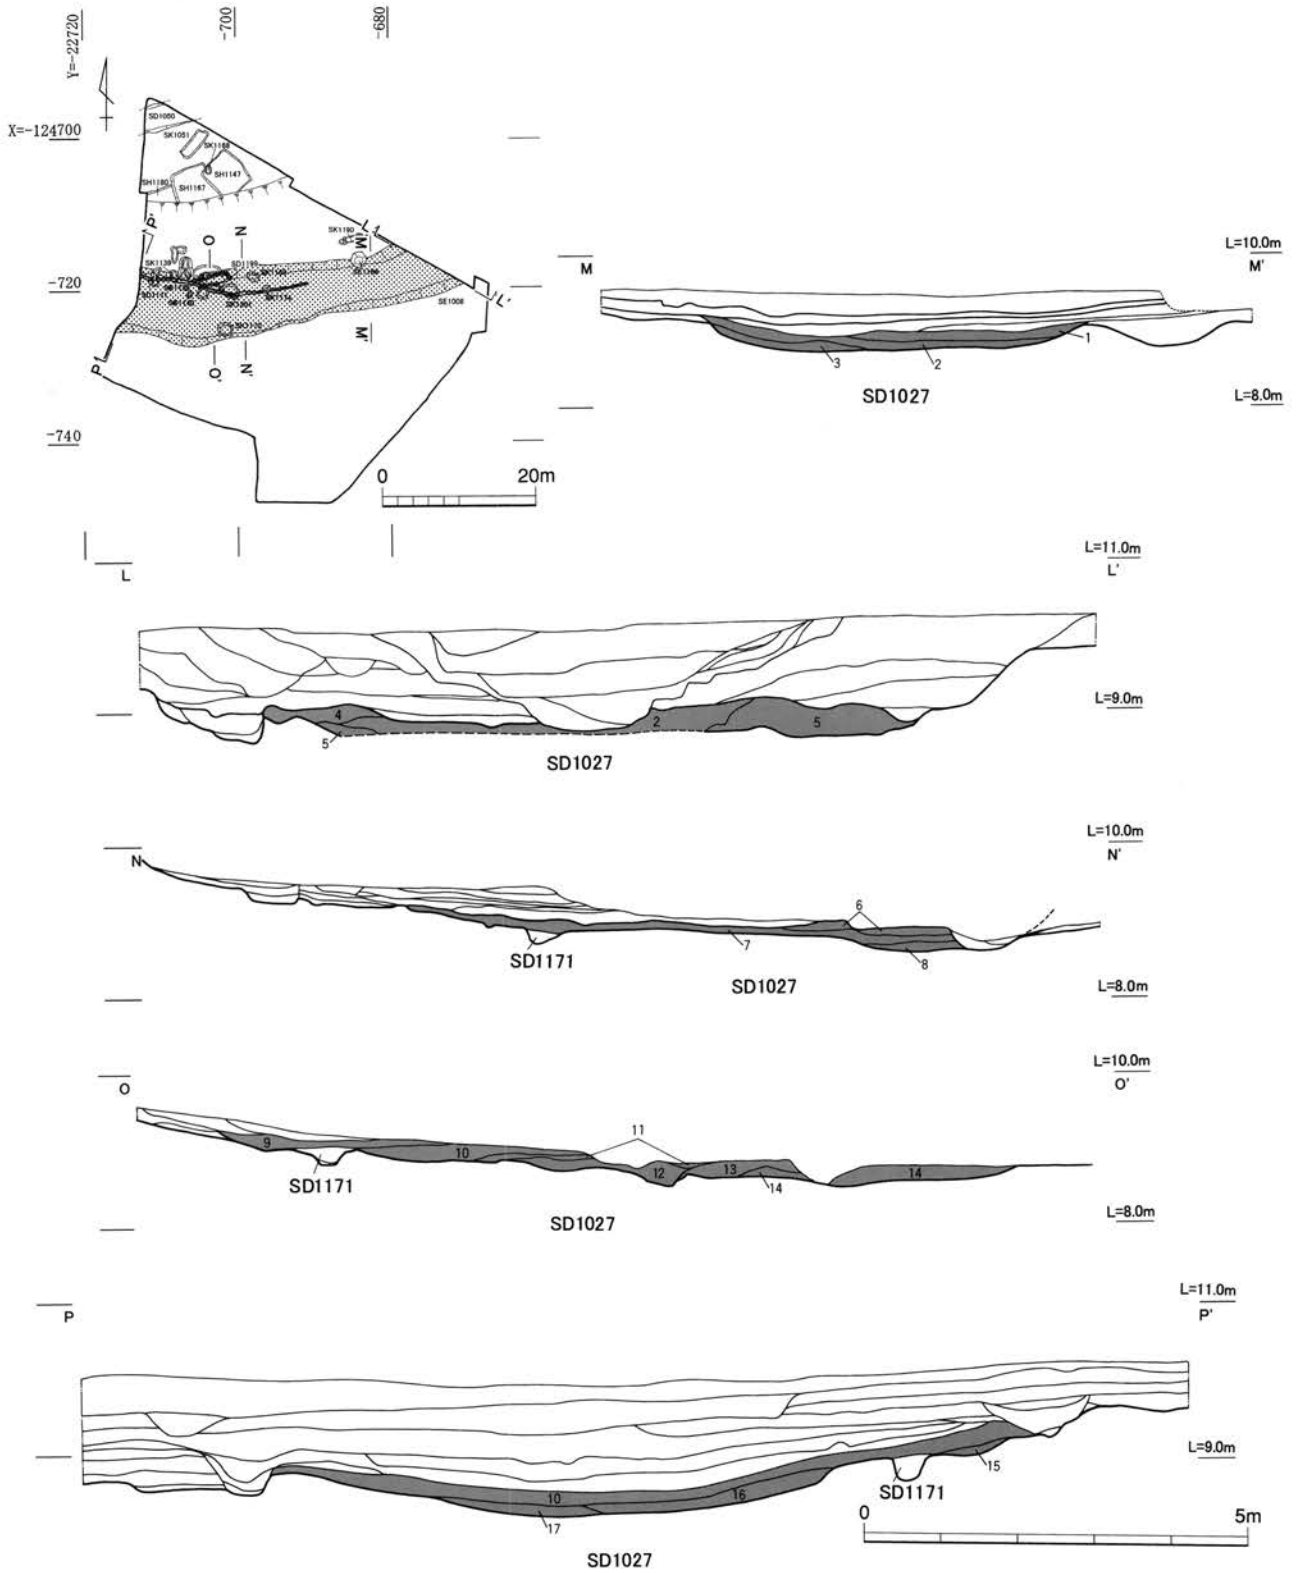 Y=-22720
-700
-680
X=-124700
-720
-740
SD1060
SK1051
SK1168
SH1147
SH1180
SH1167
P'
O
N
L
SK1190
M
SK1139
SD1199
SE1008
L'
M'
SK1170
P
O'
N'
0 20m
M
L=10.0m
M'
1
2
3
SD1027
L=8.0m
L
L=11.0m
L'
L=9.0m
4
5
2
5
SD1027
N
L=10.0m
N'
6
7
8
SD1171
SD1027
L=8.0m
O
L=10.0m
O'
9
10
11
12
13
14
14
SD1171
SD1027
L=8.0m
P
L=11.0m
P'
L=9.0m
10
15
16
17
SD1171
SD1027
0 5m